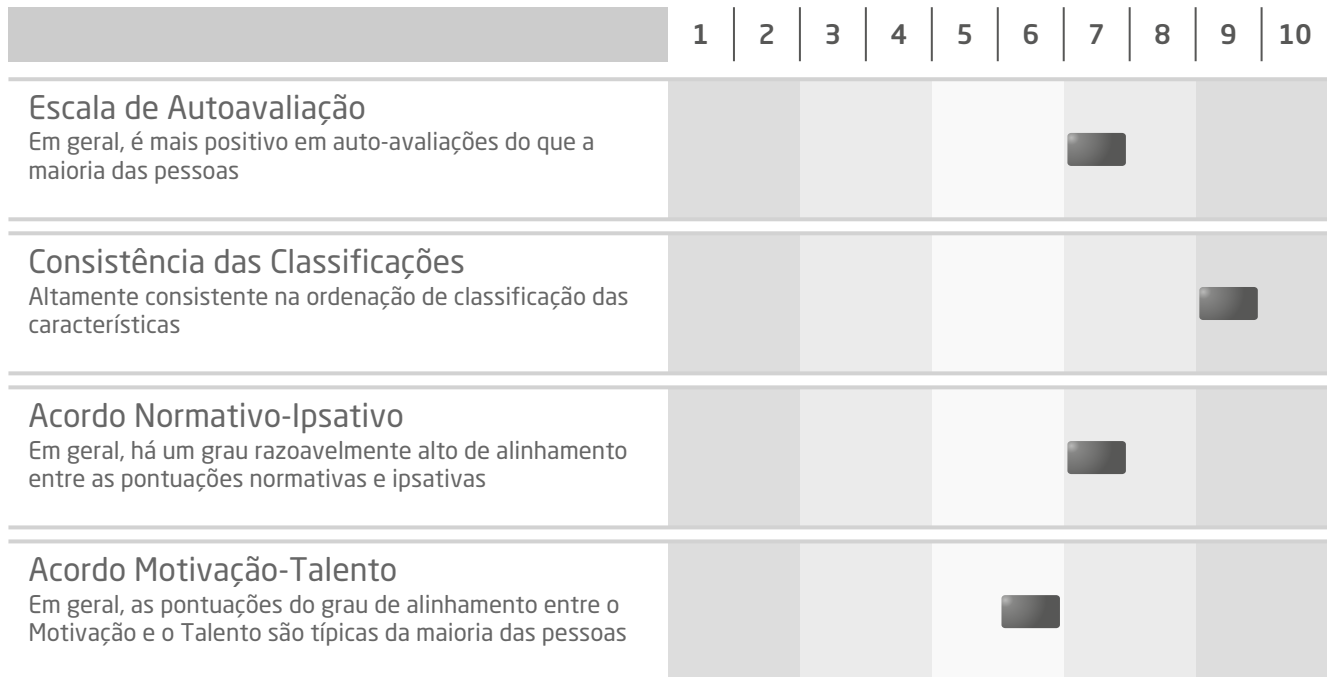 1 2 3 4 5 6 7 8 9 10
Escala de Autoavaliação
Em geral, é mais positivo em auto-avaliações do que a
maioria das pessoas
Consistência das Classificações
Altamente consistente na ordenação de classificação das
características
Acordo Normativo-Ipsativo
Em geral, há um grau razoavelmente alto de alinhamento
entre as pontuações normativas e ipsativas
Acordo Motivação-Talento
Em geral, as pontuações do grau de alinhamento entre o
Motivação e o Talento são típicas da maioria das pessoas